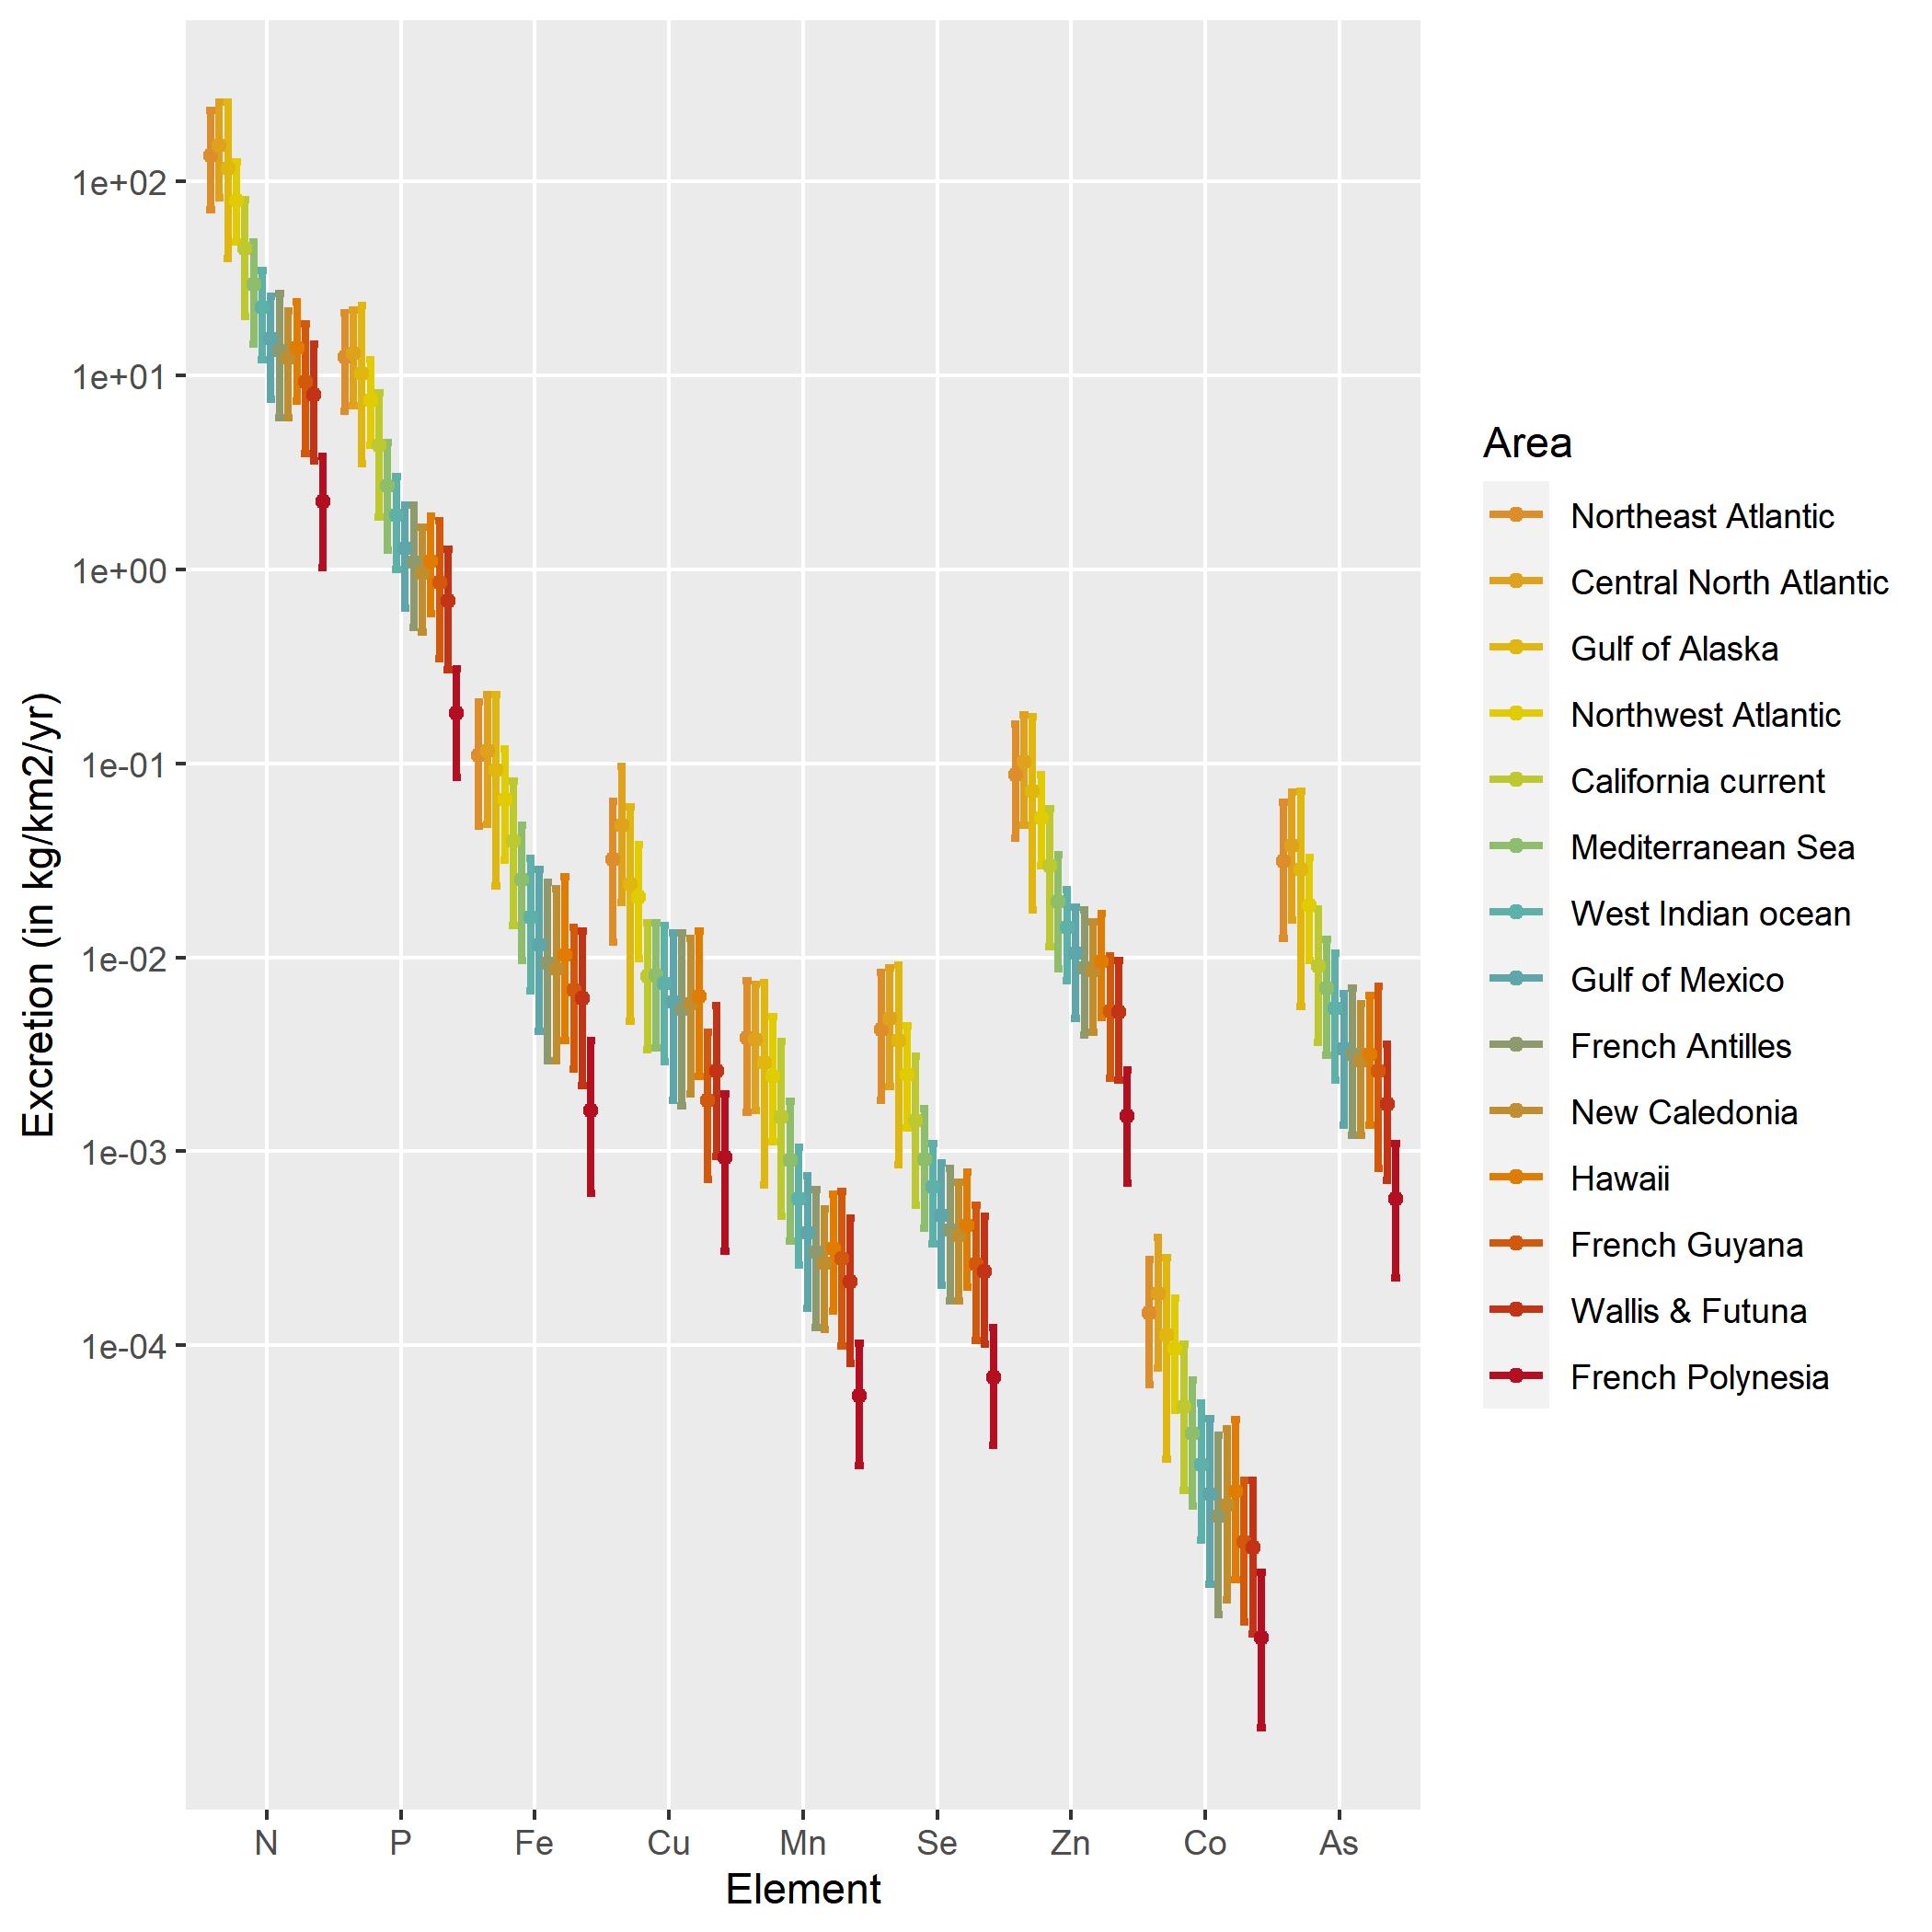 1e+02
1e+01
1e+00
1e-01
1e-02
1e-03
1e-04
Excretion (in kg/km2/yr)
N P Fe Cu Mn Se Zn Co As
Element
Area
Northeast Atlantic
Central North Atlantic
Gulf of Alaska
Northwest Atlantic
California current
Mediterranean Sea
West Indian ocean
Gulf of Mexico
French Antilles
New Caledonia
Hawaii
French Guyana
Wallis & Futuna
French Polynesia